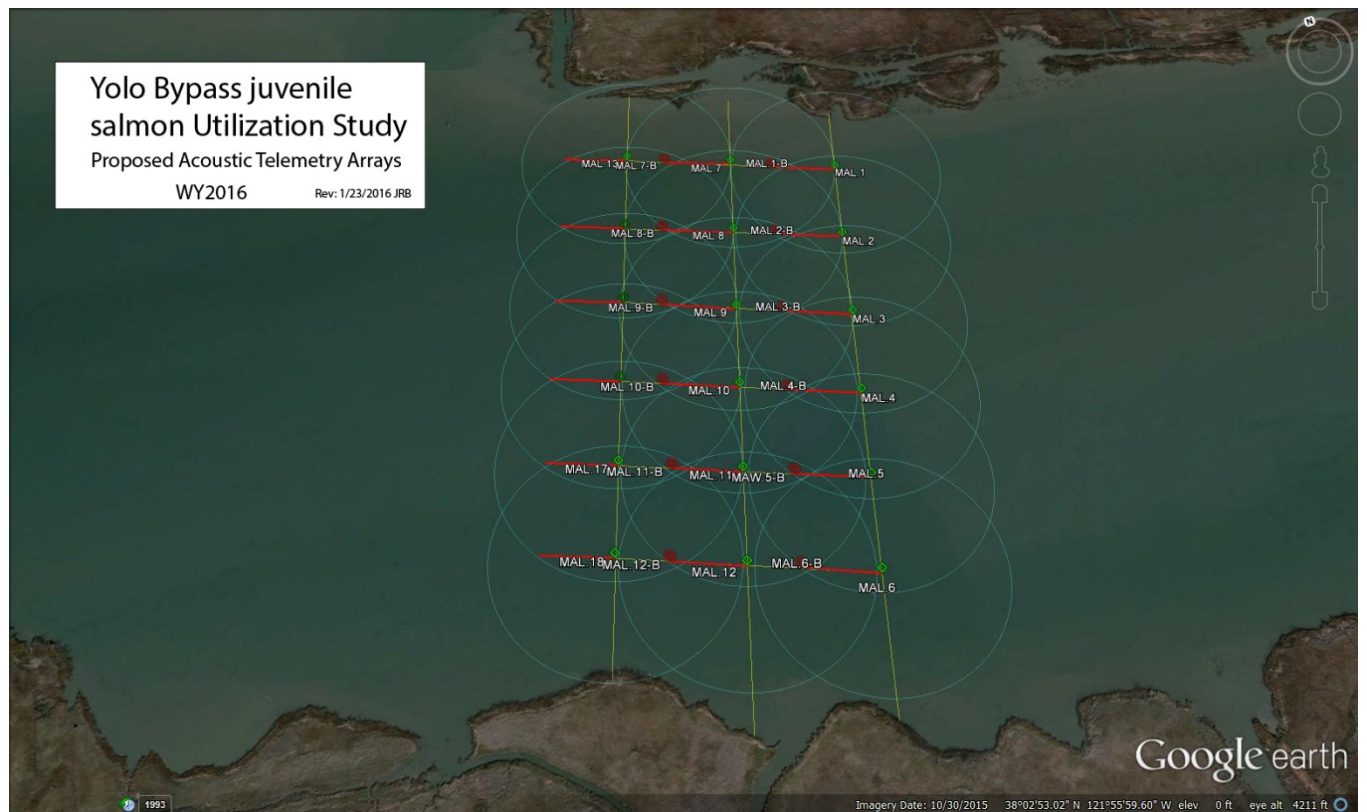 Yolo Bypass juvenile
salmon Utilization Study
Proposed Acoustic Telemetry Arrays
WY2016 Rev: 1/23/2016 JRB
N
MAL.13 MAL.7-B MAL.7 MAL.1-B MAL.1
MAL.8-B MAL.8 MAL.2-B MAL.2
MAL.9-B MAL.9 MAL.3-B MAL.3
MAL.10-B MAL.10 MAL.4-B MAL.4
MAL.17 MAL.11-B MAL.11 MAW.5-B MAL.5
MAL.18 MAL.12-B MAL.12 MAL.6-B MAL.6
Google earth
1993 Imagery Date: 10/30/2015 38°02'53.02" N 121°55'59.60" W elev 0 ft eye alt 4211 ft